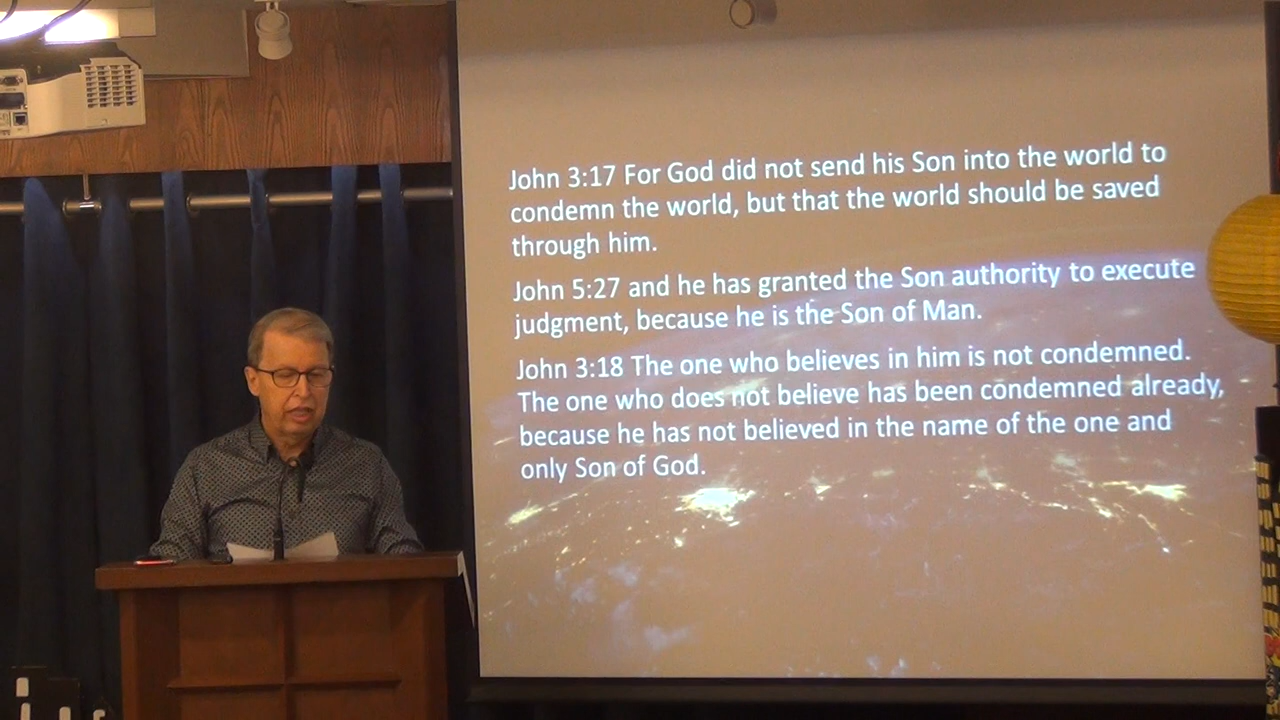 John 3:17 For God did not send his Son into the world to
condemn the world, but that the world should be saved
through him.
John 5:27 and he has granted the Son authority to execute
judgment, because he is the Son of Man.
John 3:18 The one who believes in him is not condemned.
The one who does not believe has been condemned already,
because he has not believed in the name of the one and
only Son of God.